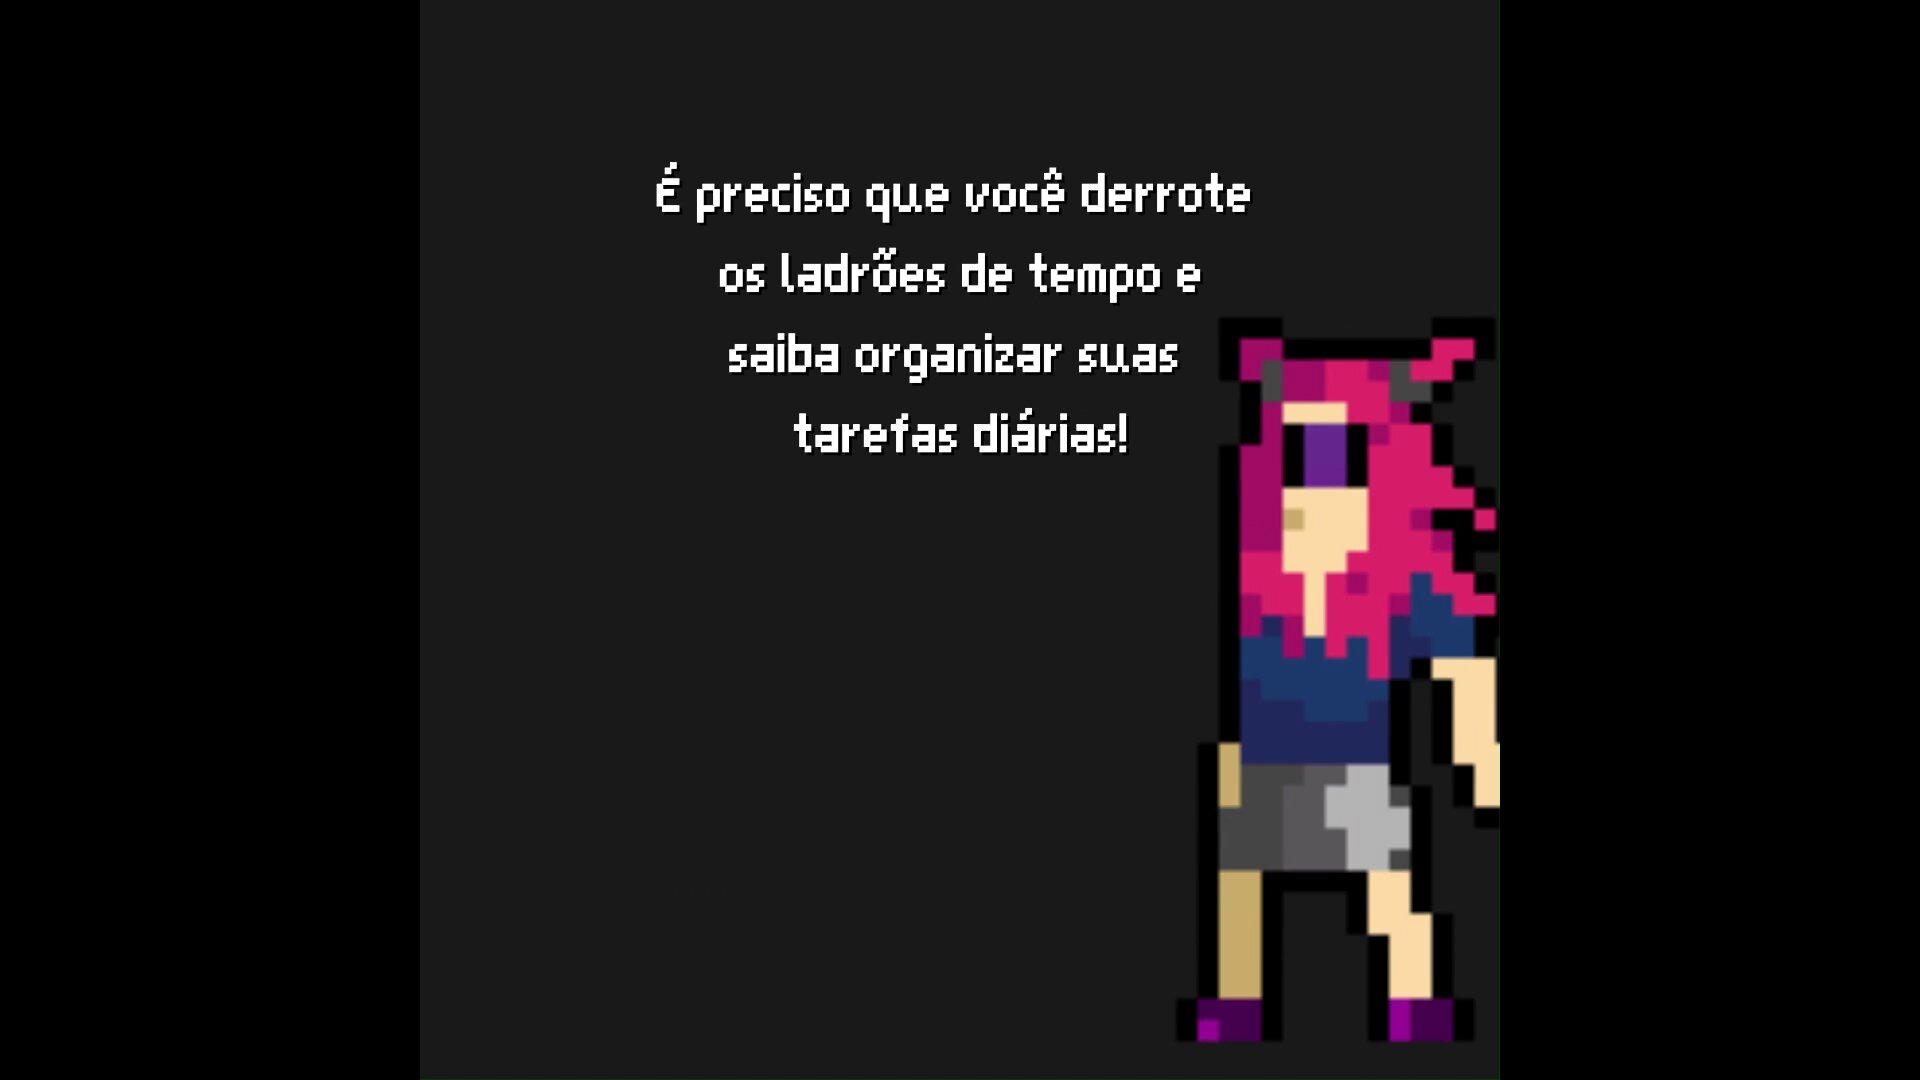 É preciso que você derrote
os ladrões de tempo e
saiba organizar suas
tarefas diárias!